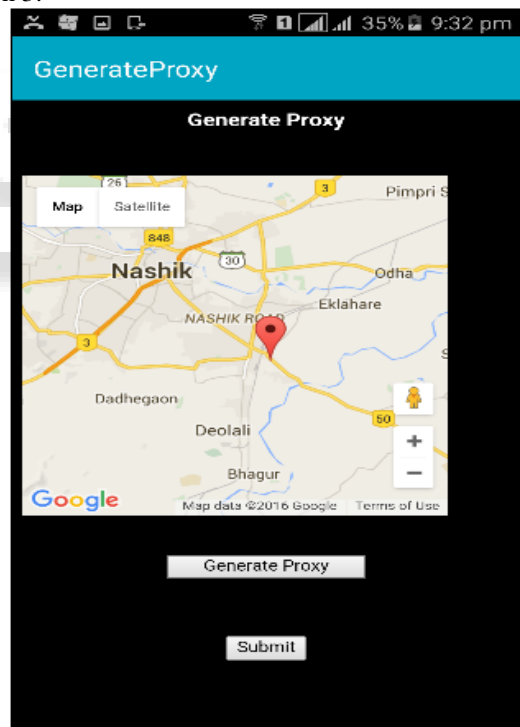 35% 9:32 pm
GenerateProxy
Generate Proxy
Map Satellite
26
3
Pimpri S
848
Nashik
30
Odha
Eklahare
NASHIK ROAD
3
Dadhegaon
50
Deolali
Bhagur
Google
Map data ©2016 Google Terms of Use
Generate Proxy
Submit